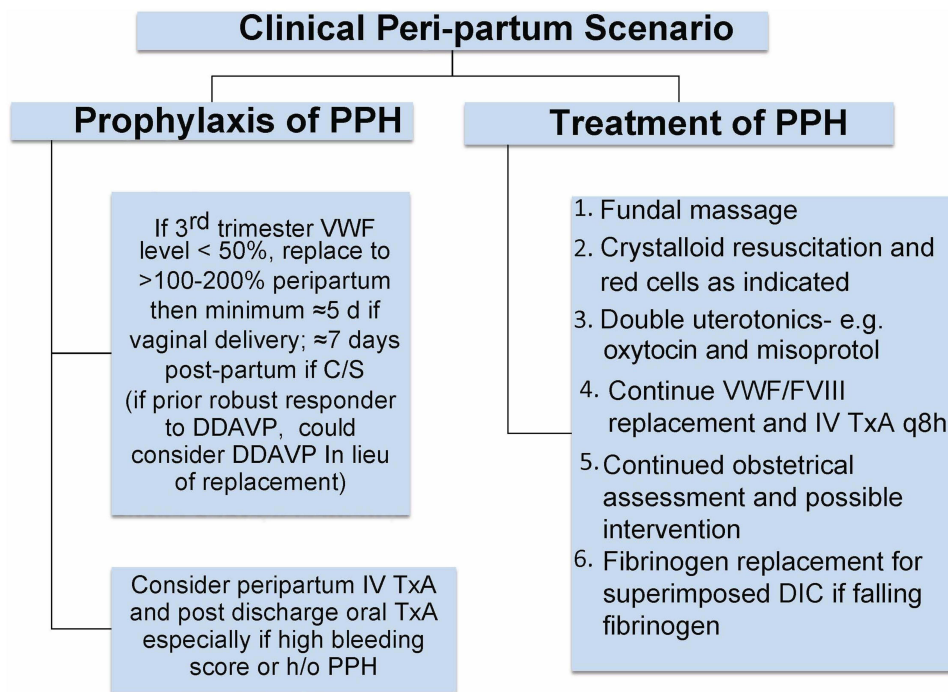 Clinical Peri-partum Scenario
Prophylaxis of PPH
If 3rd trimester VWF
level < 50%, replace to
>100-200% peripartum
then minimum ≈5 d if
vaginal delivery; ≈7 days
post-partum if C/S
(if prior robust responder
to DDAVP, could
consider DDAVP In lieu
of replacement)
Consider peripartum IV TxA
and post discharge oral TxA
especially if high bleeding
score or h/o PPH
Treatment of PPH
1. Fundal massage
2. Crystalloid resuscitation and
red cells as indicated
3. Double uterotonics- e.g.
oxytocin and misoprotol
4. Continue VWF/FVIII
replacement and IV TxA q8h
5. Continued obstetrical
assessment and possible
intervention
6. Fibrinogen replacement for
superimposed DIC if falling
fibrinogen